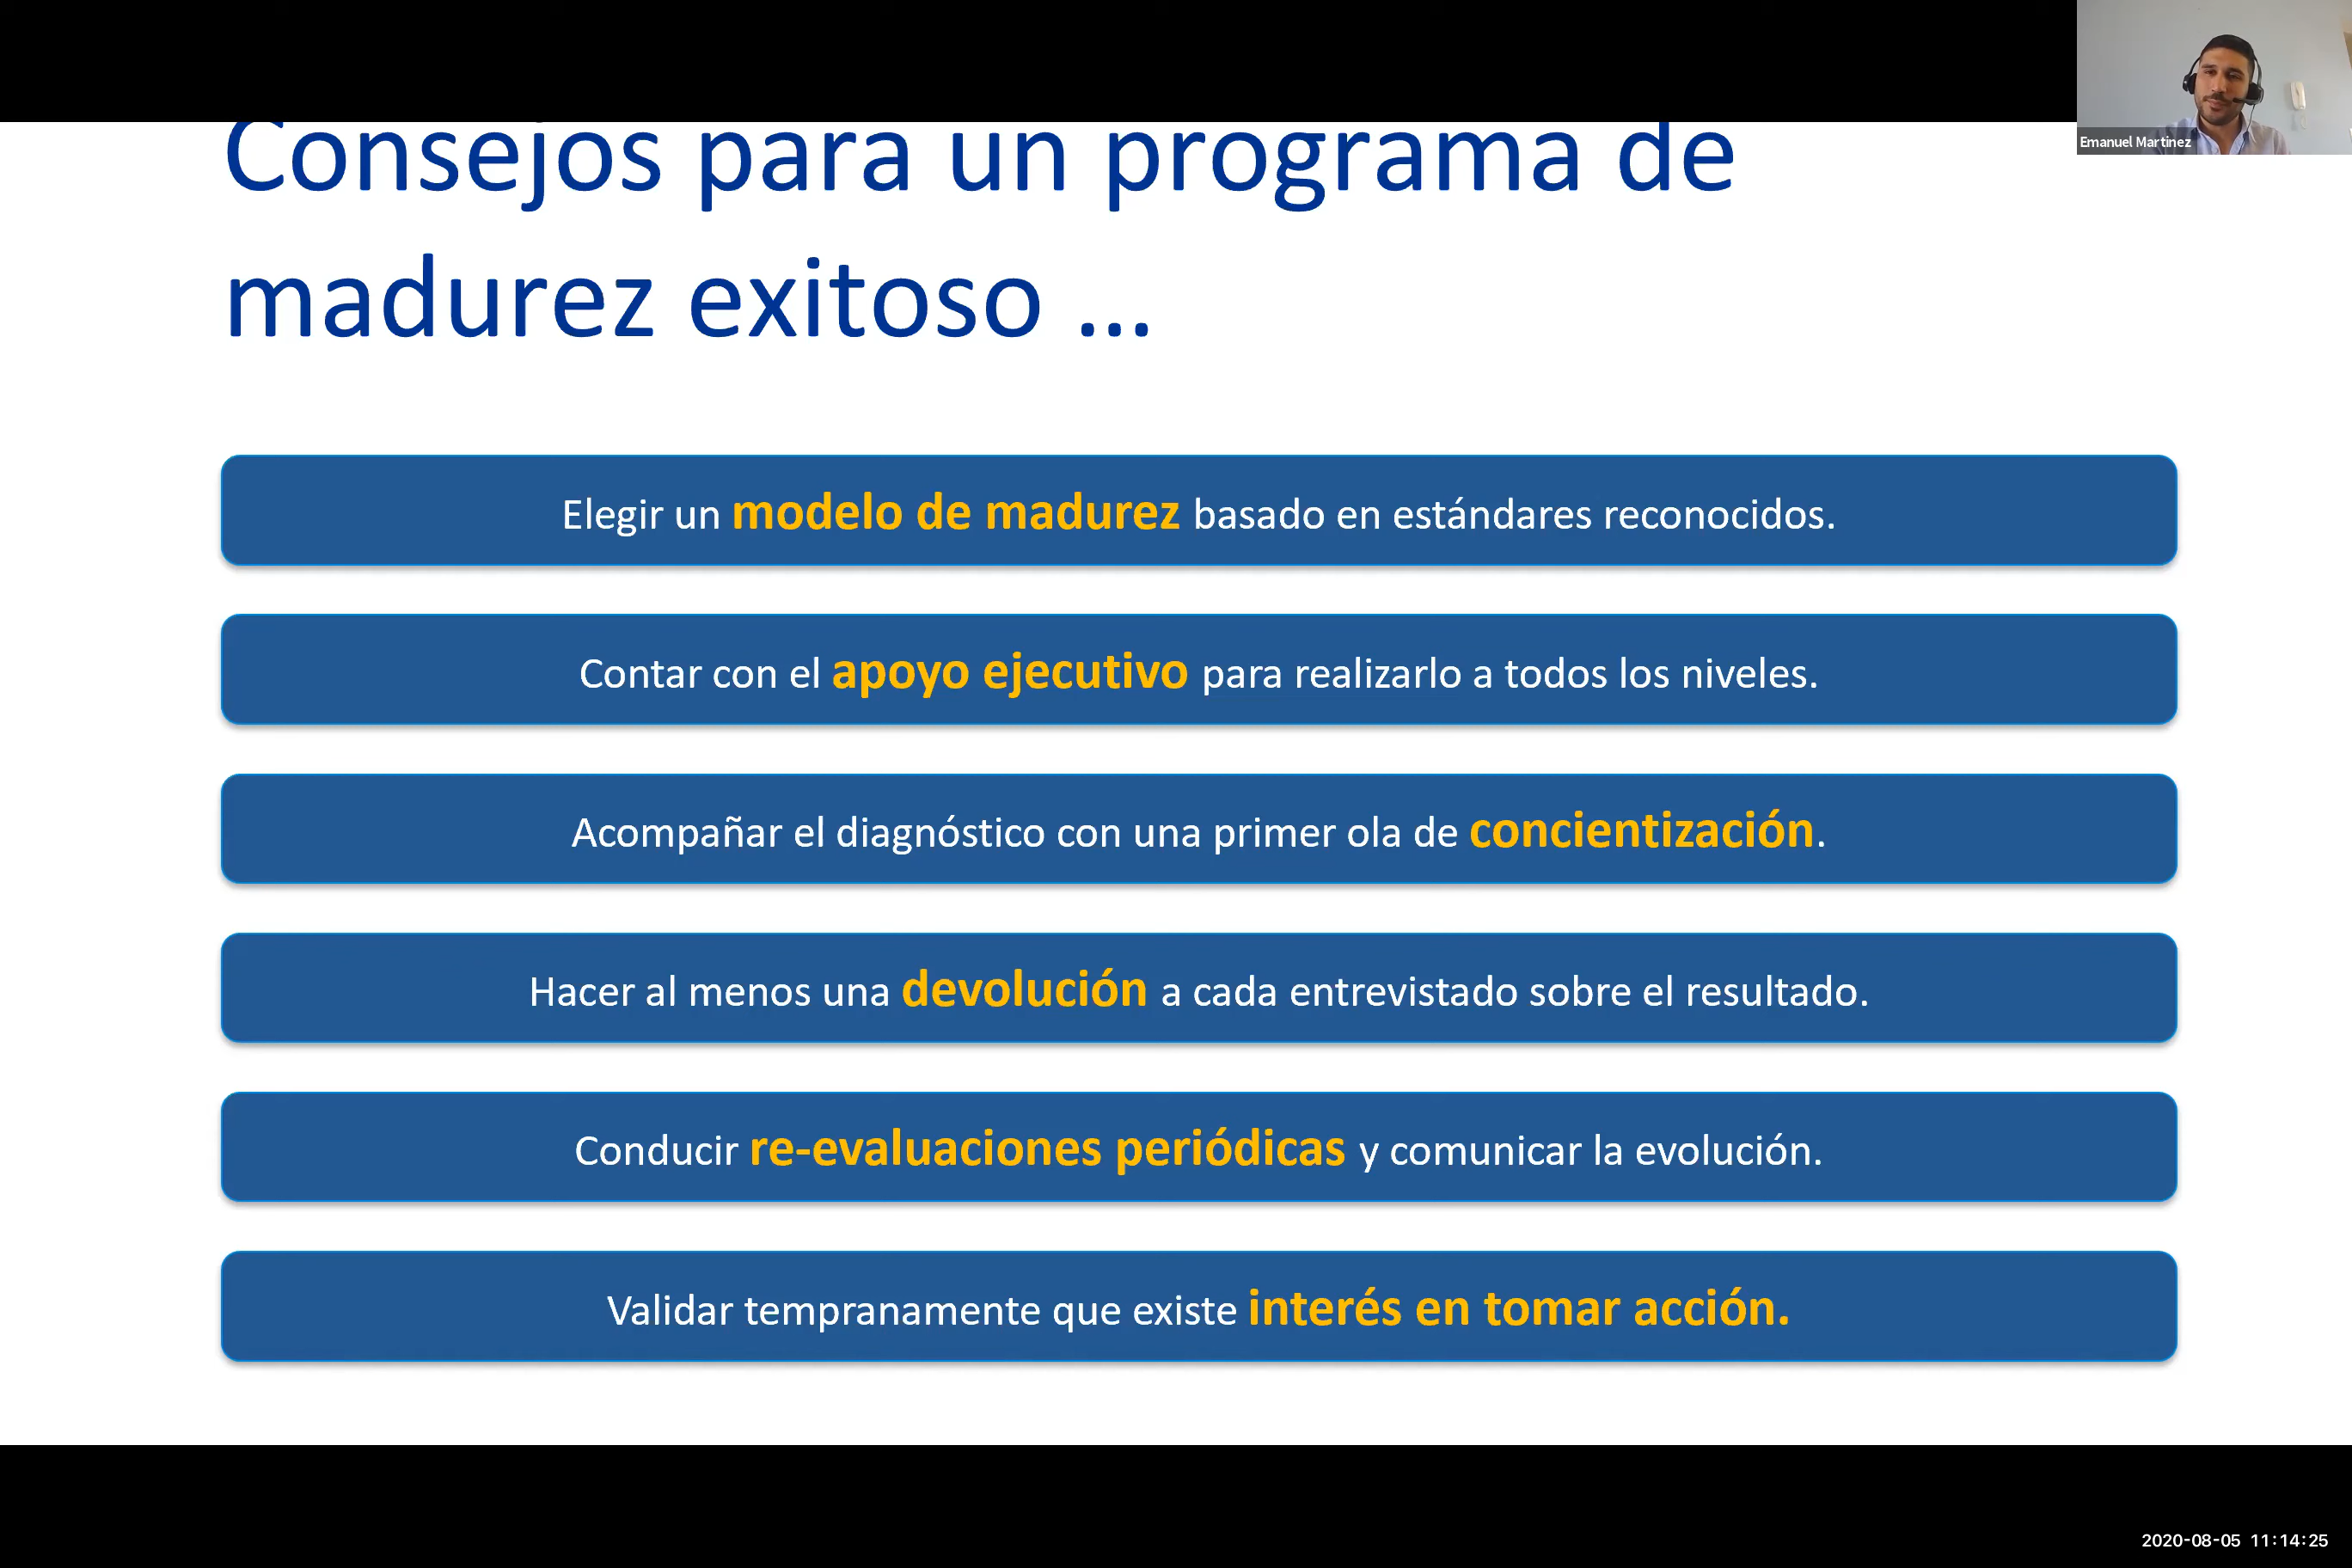 Emanuel Martinez
Consejos para un programa de
madurez exitoso ...
Elegir un modelo de madurez basado en estándares reconocidos.
Contar con el apoyo ejecutivo para realizarlo a todos los niveles.
Acompañar el diagnóstico con una primer ola de concientización.
Hacer al menos una devolución a cada entrevistado sobre el resultado.
Conducir re-evaluaciones periódicas y comunicar la evolución.
Validar tempranamente que existe interés en tomar acción.
2020-08-05 11:14:25